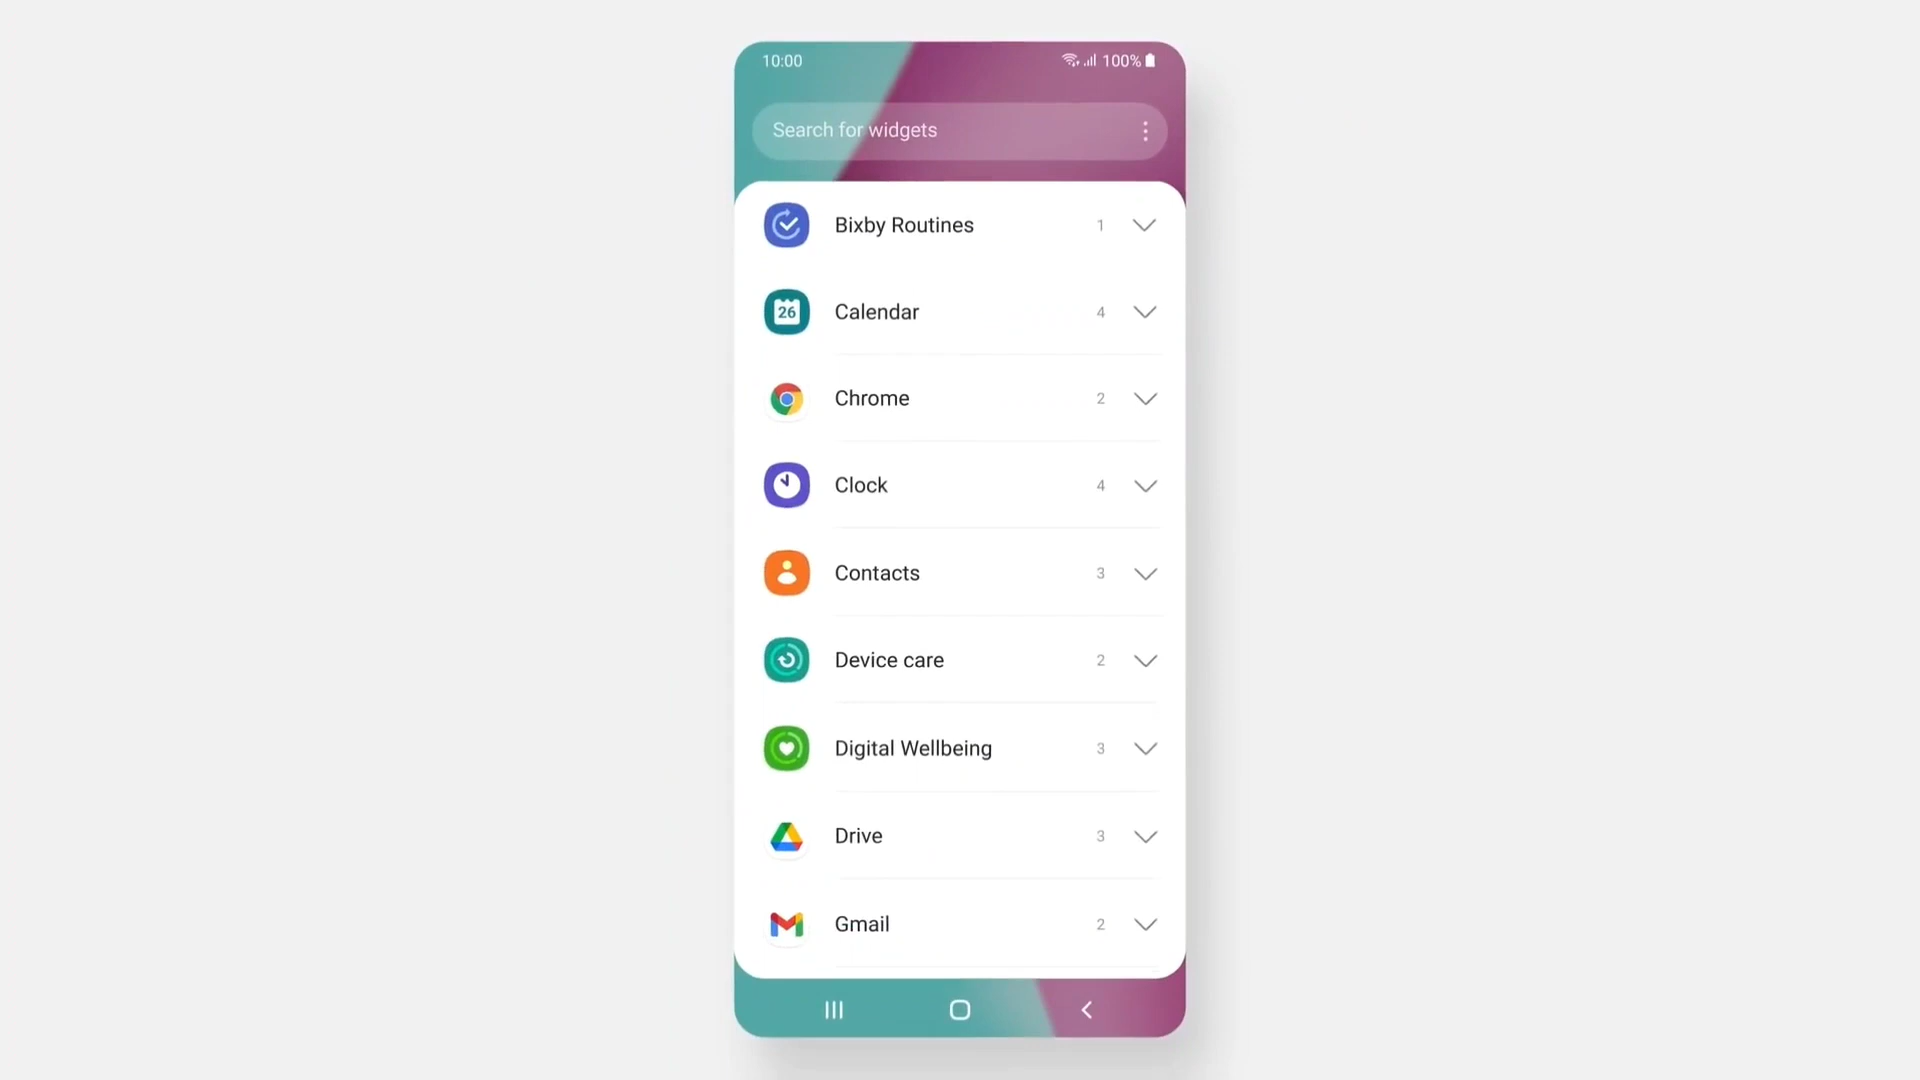 10:00 100%
Search for widgets
Bixby Routines 1
26 Calendar 4
Chrome 2
Clock 4
Contacts 3
Device care 2
Digital Wellbeing 3
Drive 3
Gmail 2